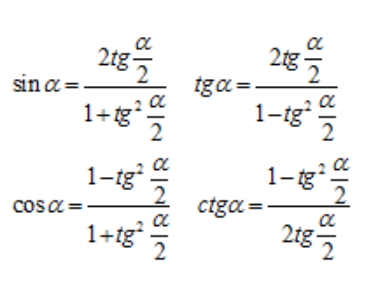 sin α = (2tg α/2) / (1 + tg² α/2)
tgα = (2tg α/2) / (1 − tg² α/2)
cos α = (1 − tg² α/2) / (1 + tg² α/2)
ctgα = (1 − tg² α/2) / (2tg α/2)